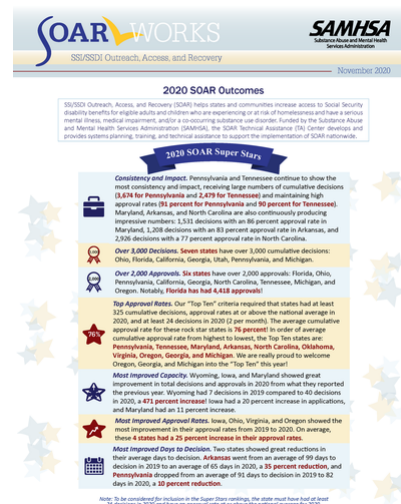 SOAR WORKS
SAMHSA
Substance Abuse and Mental Health
Services Administration
SSI/SSDI Outreach, Access, and Recovery
November 2020
2020 SOAR Outcomes
SSI/SSDI Outreach, Access, and Recovery (SOAR) helps states and communities increase access to Social Security
disability benefits for eligible adults and children who are experiencing or at risk of homelessness and have a serious
mental illness, medical impairment, and/or a co-occurring substance use disorder. Funded by the Substance Abuse
and Mental Health Services Administration (SAMHSA), the SOAR Technical Assistance (TA) Center develops and
provides systems planning, training, and technical assistance to support the implementation of SOAR nationwide.
2020 SOAR Super Stars
Consistency and Impact. Pennsylvania and Tennessee continue to show the
most consistency and impact, receiving large numbers of cumulative decisions
(3,674 for Pennsylvania and 2,479 for Tennessee) and maintaining high
approval rates (91 percent for Pennsylvania and 90 percent for Tennessee).
Maryland, Arkansas, and North Carolina are also continuously producing
impressive numbers: 1,531 decisions with an 86 percent approval rate in
Maryland, 1,208 decisions with an 83 percent approval rate in Arkansas, and
2,926 decisions with a 77 percent approval rate in North Carolina.
Over 3,000 Decisions. Seven states have over 3,000 cumulative decisions:
Ohio, Florida, California, Georgia, Utah, Pennsylvania, and Michigan.
Over 2,000 Approvals. Six states have over 2,000 approvals: Florida, Ohio,
Pennsylvania, California, Georgia, North Carolina, Tennessee, Michigan, and
Oregon. Notably, Florida has had 4,418 approvals!
76%
Top Approval Rates. Our "Top Ten" criteria required that states had at least
325 cumulative decisions, approval rates at or above the national average in
2020, and at least 24 decisions in 2020 (2 per month). The average cumulative
approval rate for these rock star states is 76 percent! In order of average
cumulative approval rate from highest to lowest, the Top Ten states are:
Pennsylvania, Tennessee, Maryland, Arkansas, North Carolina, Oklahoma,
Virginia, Oregon, Georgia, and Michigan. We are really proud to welcome
Oregon, Georgia, and Michigan into the "Top Ten" this year!
Most Improved Capacity. Wyoming, Iowa, and Maryland showed great
improvement in total decisions and approvals in 2020 from what they reported
the previous year. Wyoming had 7 decisions in 2019 compared to 40 decisions
in 2020, a 471 percent increase! Iowa had a 20 percent increase in applications,
and Maryland had an 11 percent increase.
Most Improved Approval Rates. Iowa, Ohio, Virginia, and Oregon showed the
most improvement in their approval rates from 2019 to 2020. On average,
these 4 states had a 25 percent increase in their approval rates.
Most Improved Days to Decision. Two states showed great reductions in
their average days to decision. Arkansas went from an average of 99 days to
decision in 2019 to an average of 65 days in 2020, a 35 percent reduction, and
Pennsylvania dropped from an average of 91 days to decision in 2019 to 82
days in 2020, a 10 percent reduction.
Note: To be considered for inclusion in the Super Stars rankings, the state must have had at least